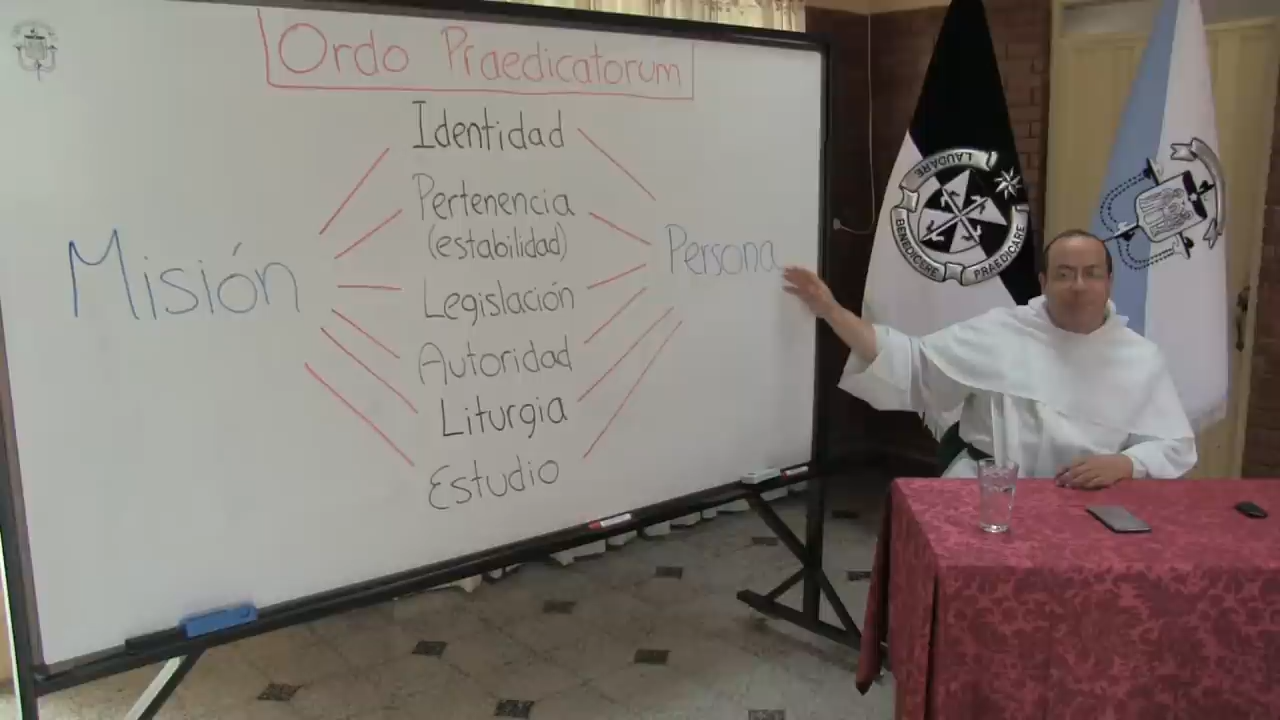 Ordo Praedicatorum
Identidad
Pertenencia
(estabilidad)
Misión
Legislación
Persona
Autoridad
Liturgia
Estudio
LAUDARE
BENEDICERE
PRAEDICARE